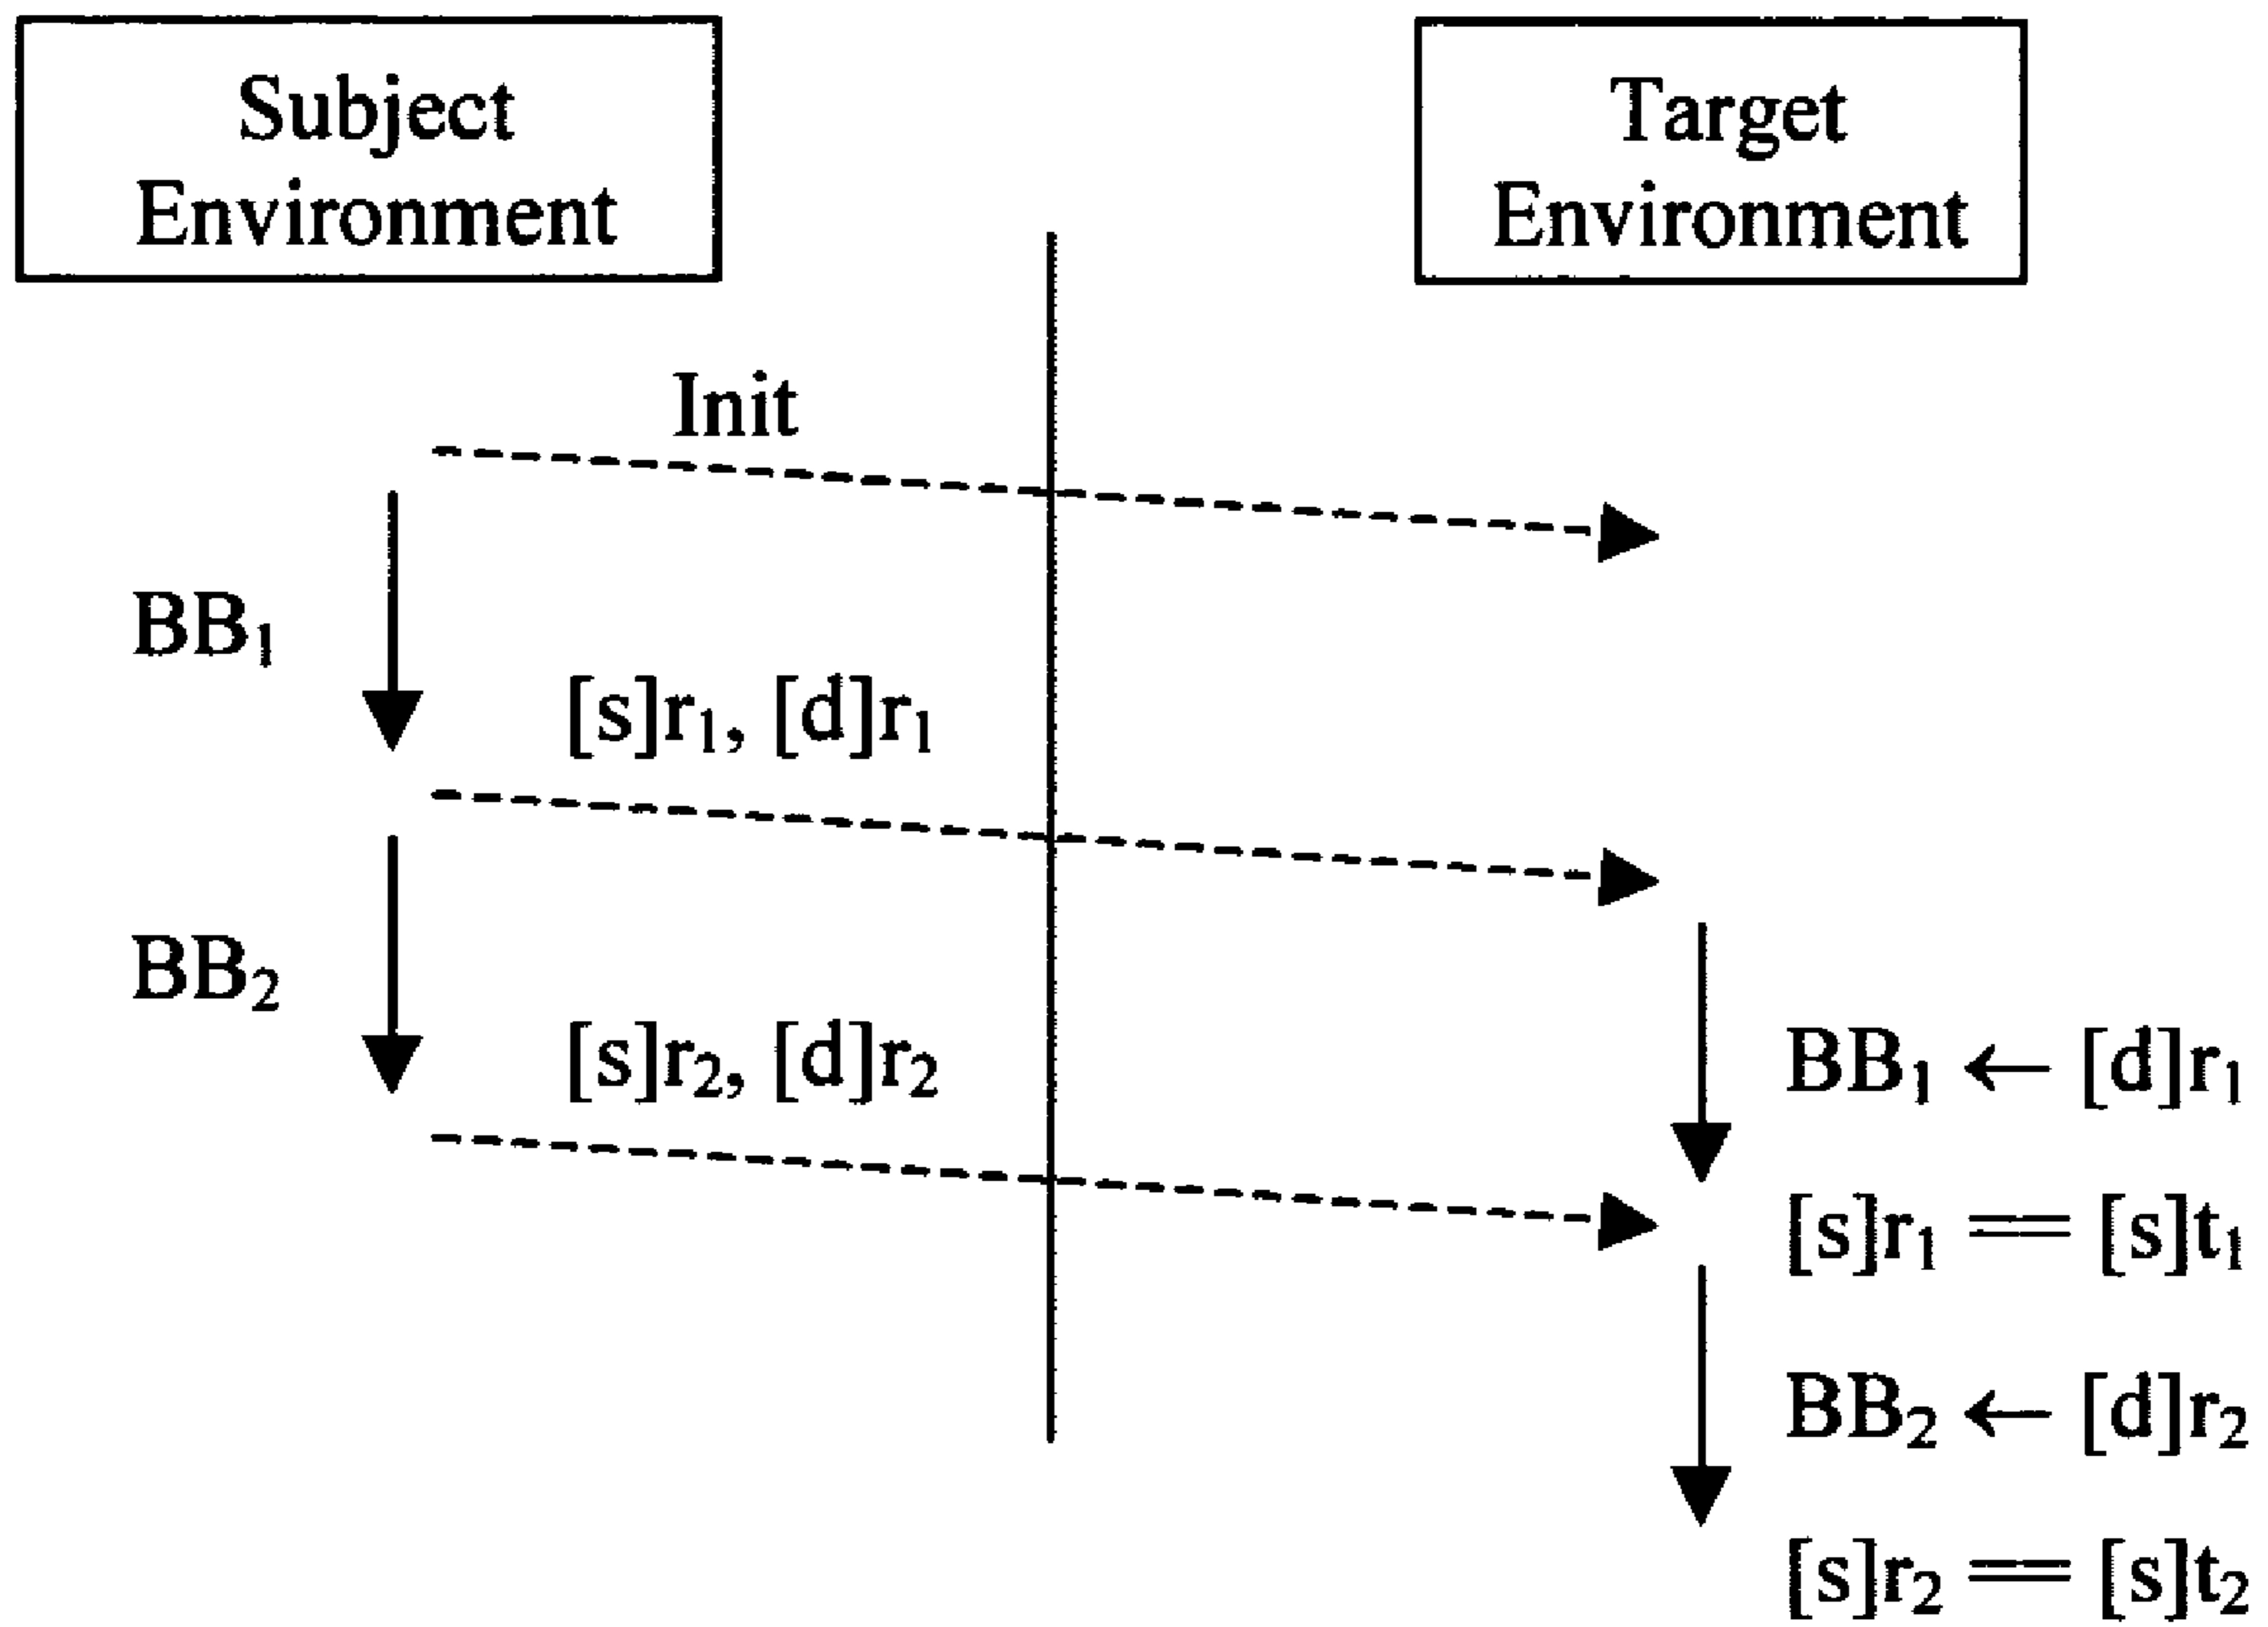 Subject
Environment
Target
Environment
Init
BB₁
[s]r₁, [d]r₁
BB₂
[s]r₂, [d]r₂
BB₁ ← [d]r₁
[s]r₁ == [s]t₁
BB₂ ← [d]r₂
[s]r₂ == [s]t₂